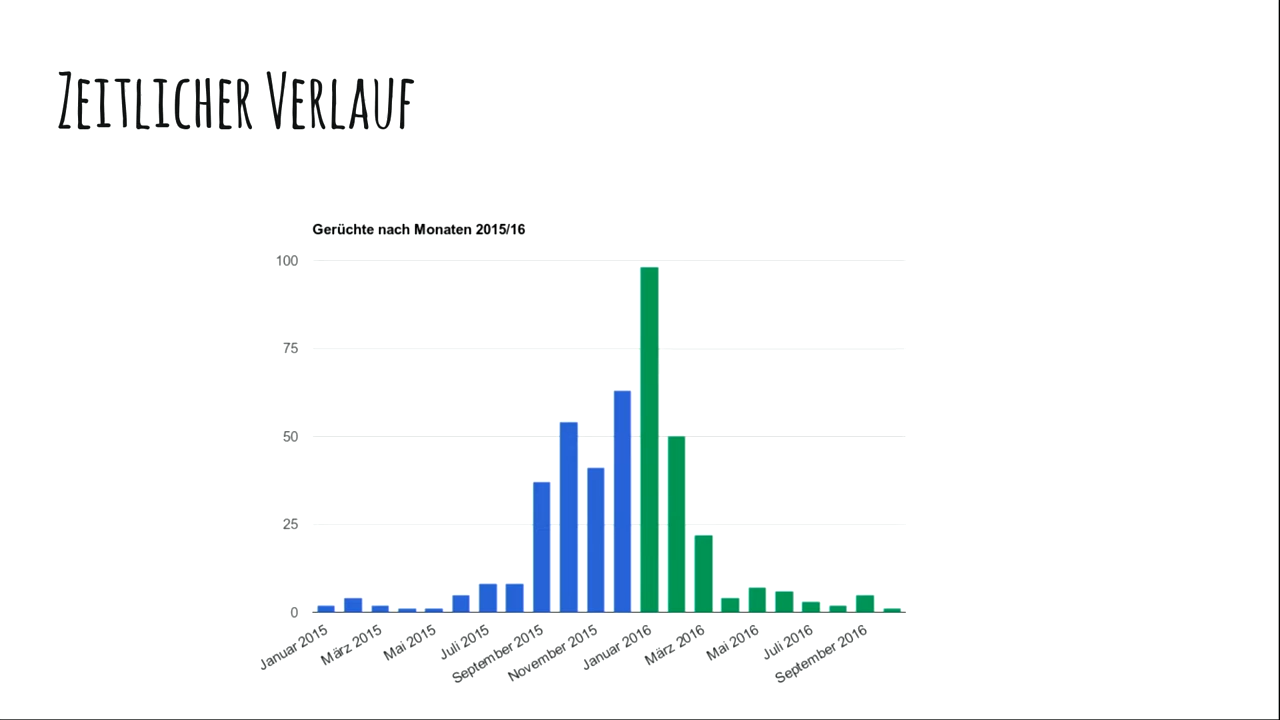 ZEITLICHER VERLAUF
Gerüchte nach Monaten 2015/16
100
75
50
25
0
Januar 2015
März 2015
Mai 2015
Juli 2015
September 2015
November 2015
Januar 2016
März 2016
Mai 2016
Juli 2016
September 2016